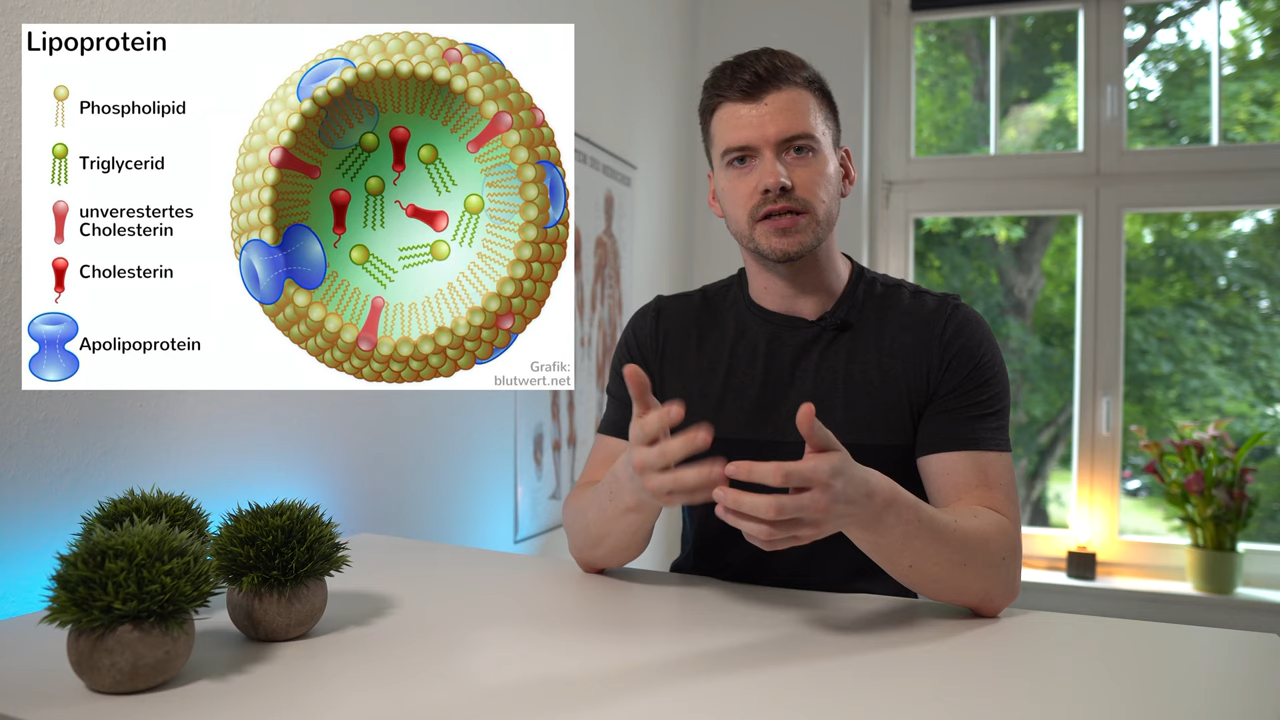 Lipoprotein
Phospholipid
Triglycerid
unverestertes
Cholesterin
Cholesterin
Apolipoprotein
Grafik:
blutwert.net